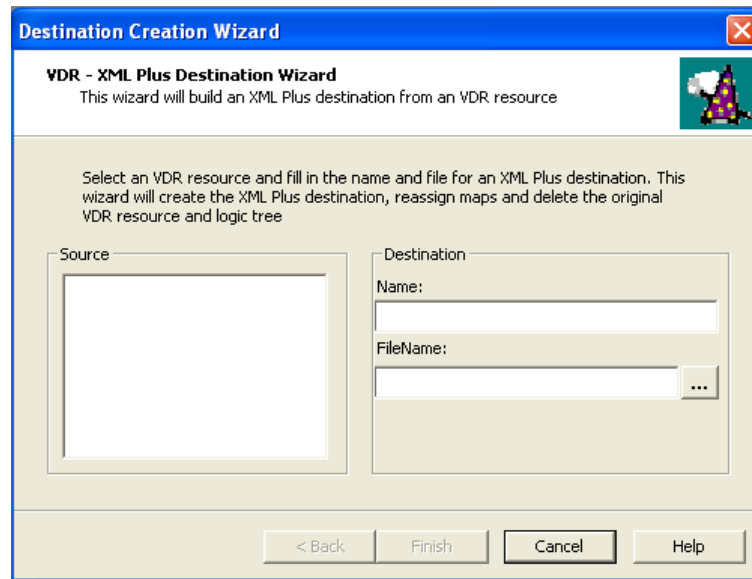 Destination Creation Wizard
VDR - XML Plus Destination Wizard
This wizard will build an XML Plus destination from an VDR resource
Select an VDR resource and fill in the name and file for an XML Plus destination. This
wizard will create the XML Plus destination, reassign maps and delete the original
VDR resource and logic tree
Source
Destination
Name:
FileName:
...
< Back
Finish
Cancel
Help